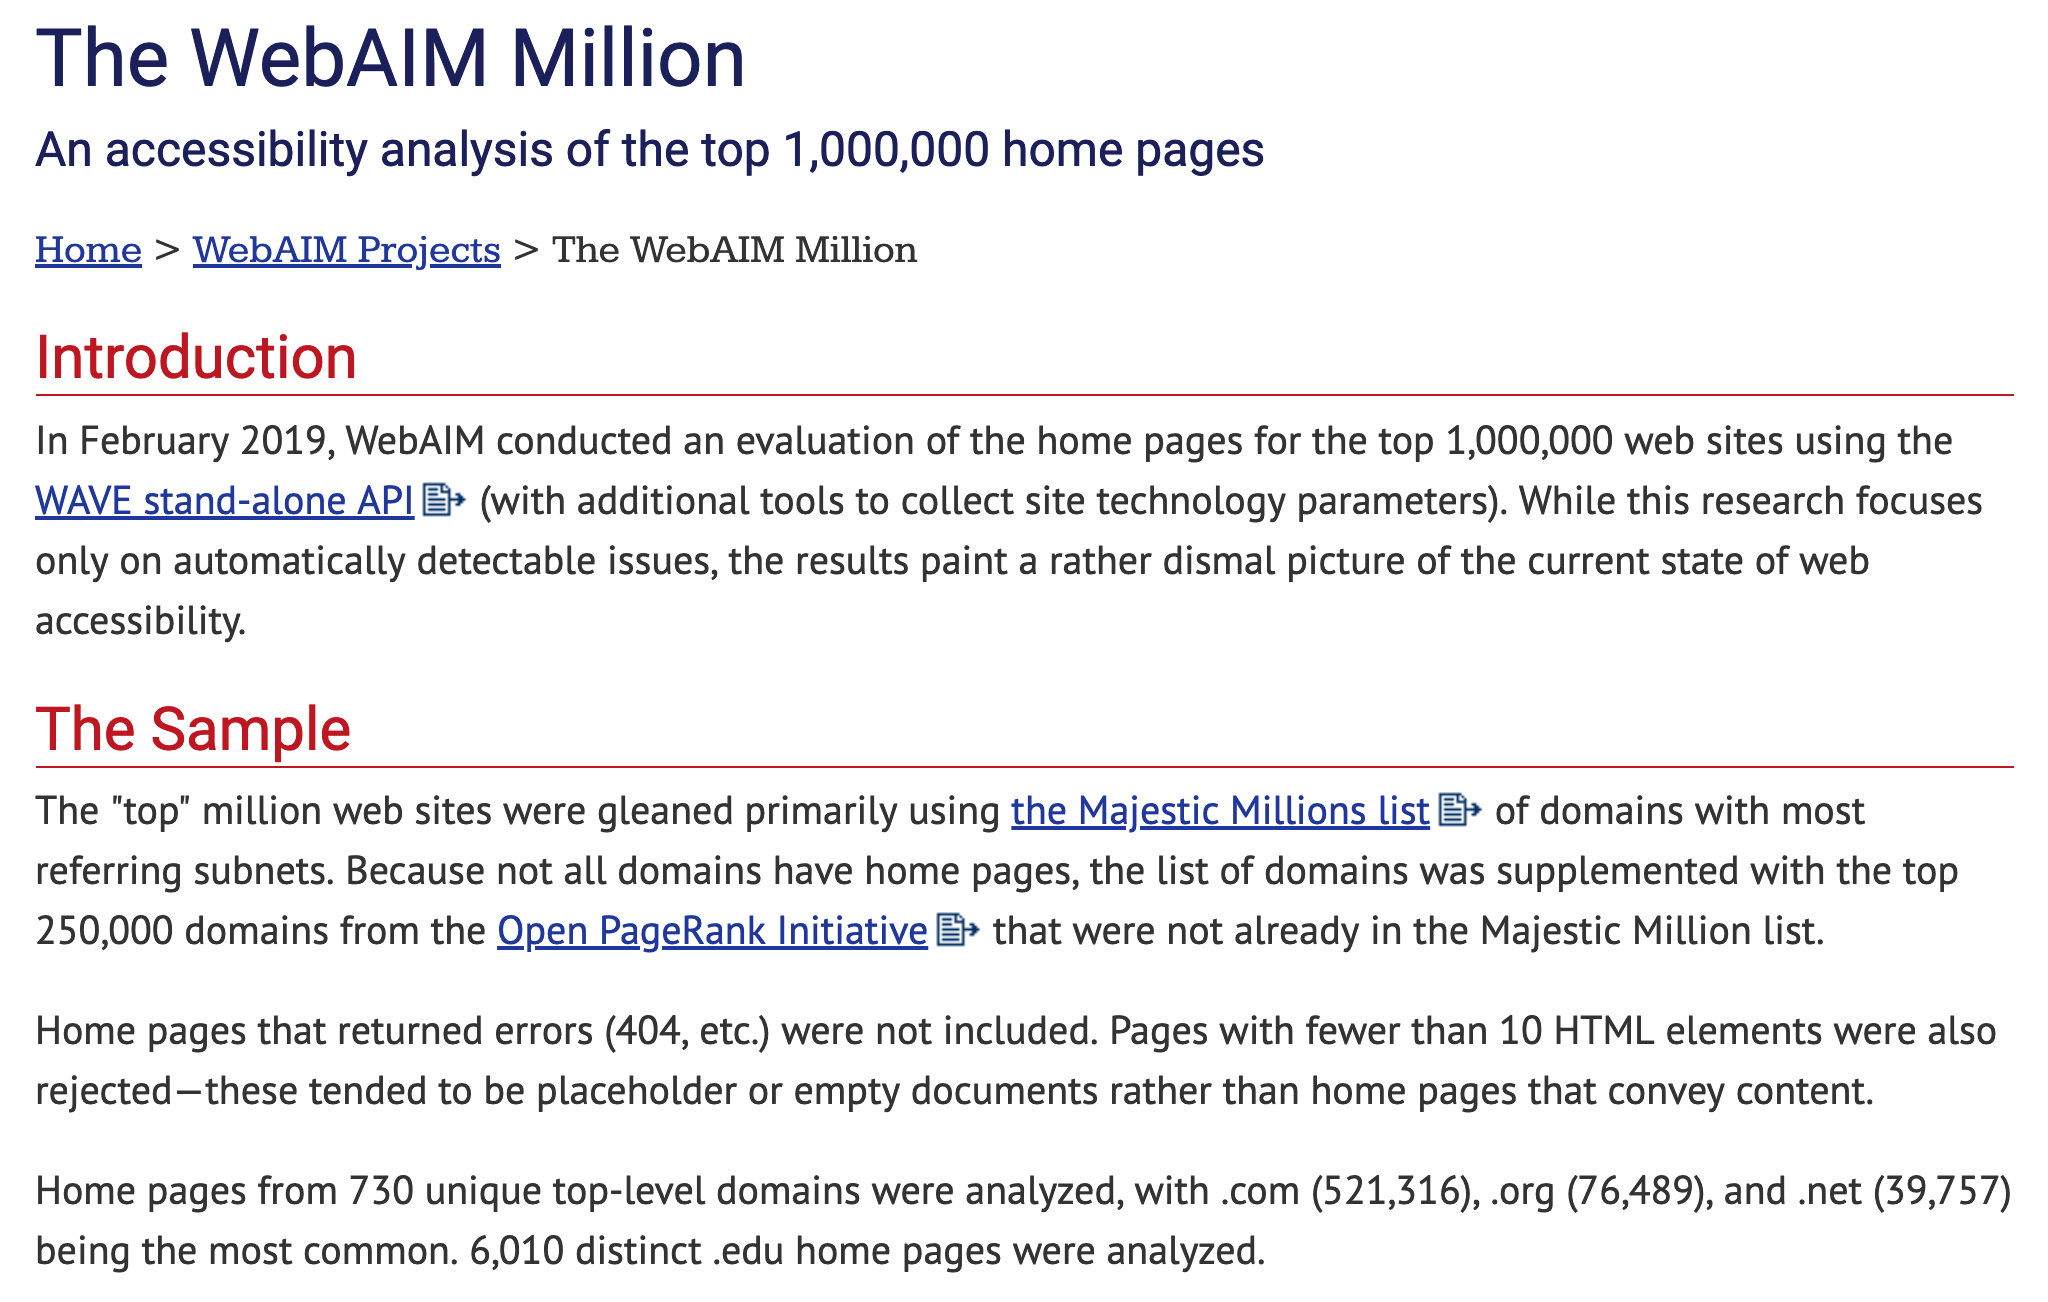 The WebAIM Million
An accessibility analysis of the top 1,000,000 home pages
Home > WebAIM Projects > The WebAIM Million
Introduction
In February 2019, WebAIM conducted an evaluation of the home pages for the top 1,000,000 web sites using the
WAVE stand-alone API (with additional tools to collect site technology parameters). While this research focuses
only on automatically detectable issues, the results paint a rather dismal picture of the current state of web
accessibility.
The Sample
The "top" million web sites were gleaned primarily using the Majestic Millions list of domains with most
referring subnets. Because not all domains have home pages, the list of domains was supplemented with the top
250,000 domains from the Open PageRank Initiative that were not already in the Majestic Million list.
Home pages that returned errors (404, etc.) were not included. Pages with fewer than 10 HTML elements were also
rejected—these tended to be placeholder or empty documents rather than home pages that convey content.
Home pages from 730 unique top-level domains were analyzed, with .com (521,316), .org (76,489), and .net (39,757)
being the most common. 6,010 distinct .edu home pages were analyzed.